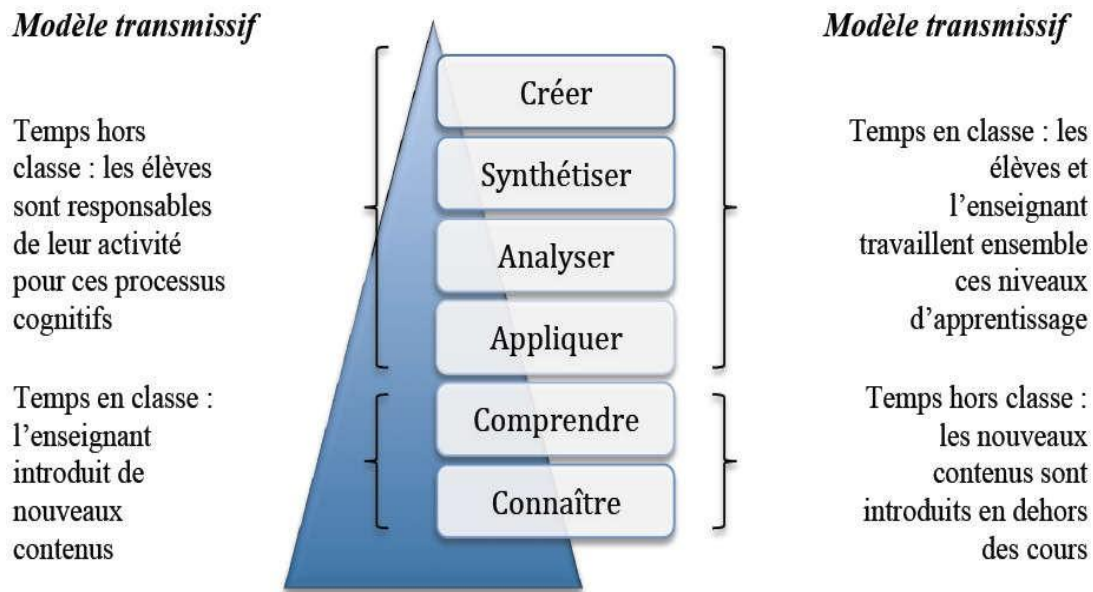 Modèle transmissif
Temps hors
classe : les élèves
sont responsables
de leur activité
pour ces processus
cognitifs
Temps en classe :
l’enseignant
introduit de
nouveaux
contenus
Créer
Synthétiser
Analyser
Appliquer
Comprendre
Connaître
Modèle transmissif
Temps en classe : les
élèves et
l’enseignant
travaillent ensemble
ces niveaux
d’apprentissage
Temps hors classe :
les nouveaux
contenus sont
introduits en dehors
des cours